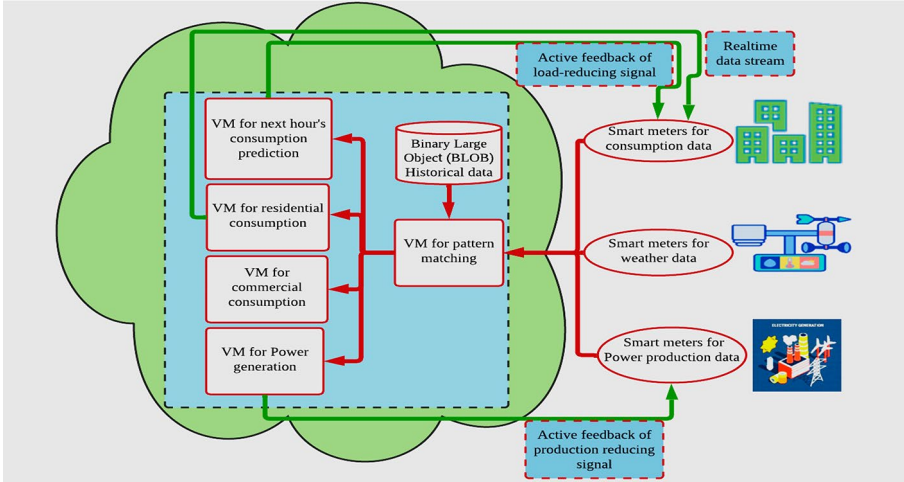 Active feedback of
load-reducing signal
Realtime
data stream
VM for next hour's
consumption
prediction
Binary Large
Object (BLOB)
Historical data
Smart meters for
consumption data
VM for residential
consumption
VM for pattern
matching
Smart meters for
weather data
VM for
commercial
consumption
VM for Power
generation
Smart meters for
Power production data
ELECTRICITY GENERATION
Active feedback of
production reducing
signal